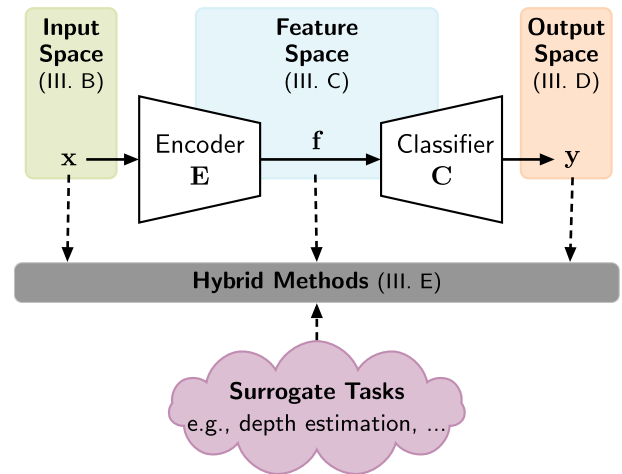 Input
Space
(III. B)
Feature
Space
(III. C)
Output
Space
(III. D)
x
Encoder
E
f
Classifier
C
y
Hybrid Methods (III. E)
Surrogate Tasks
e.g., depth estimation, ...